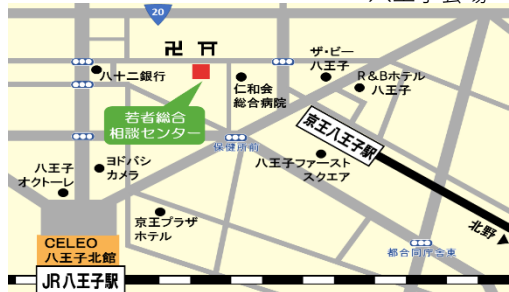 八王子会場
20
卍
八十二銀行
仁和会
総合病院
ザ・ビー
八王子
R&Bホテル
八王子
若者総合
相談センター
京王八王子駅
保健所前
八王子
オクトーレ
ヨドバシ
カメラ
八王子ファースト
スクエア
京王プラザ
ホテル
北野
都合同庁舎東
CELEO
八王子北館
JR八王子駅